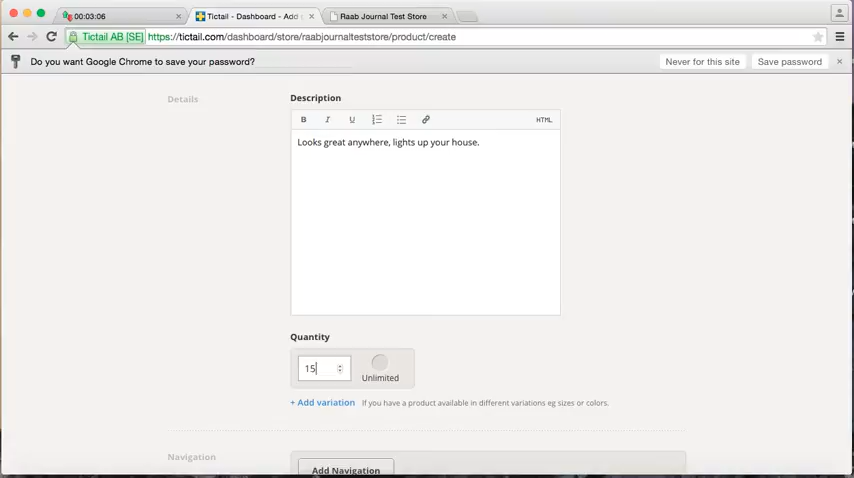 00:03:06
Tictail - Dashboard - Add
Raab Journal Test Store
Tictail AB [SE]
https://tictail.com/dashboard/store/raabjournalteststore/product/create
Do you want Google Chrome to save your password?
Never for this site
Save password
Details
Description
B I U HTML
Looks great anywhere, lights up your house.
Quantity
15
Unlimited
+ Add variation If you have a product available in different variations eg sizes or colors.
Navigation
Add Navigation